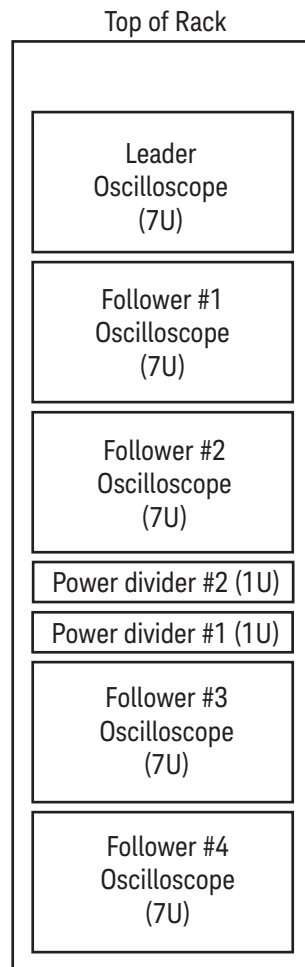 Top of Rack
Leader
Oscilloscope
(7U)
Follower #1
Oscilloscope
(7U)
Follower #2
Oscilloscope
(7U)
Power divider #2 (1U)
Power divider #1 (1U)
Follower #3
Oscilloscope
(7U)
Follower #4
Oscilloscope
(7U)